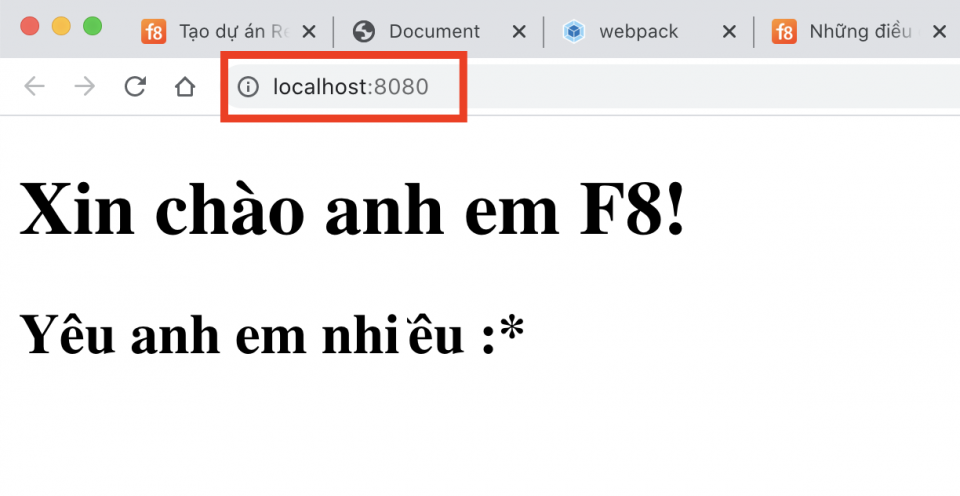 f8 Tạo dự án Re Document webpack f8 Những điều
localhost:8080
Xin chào anh em F8!
Yêu anh em nhiều :*